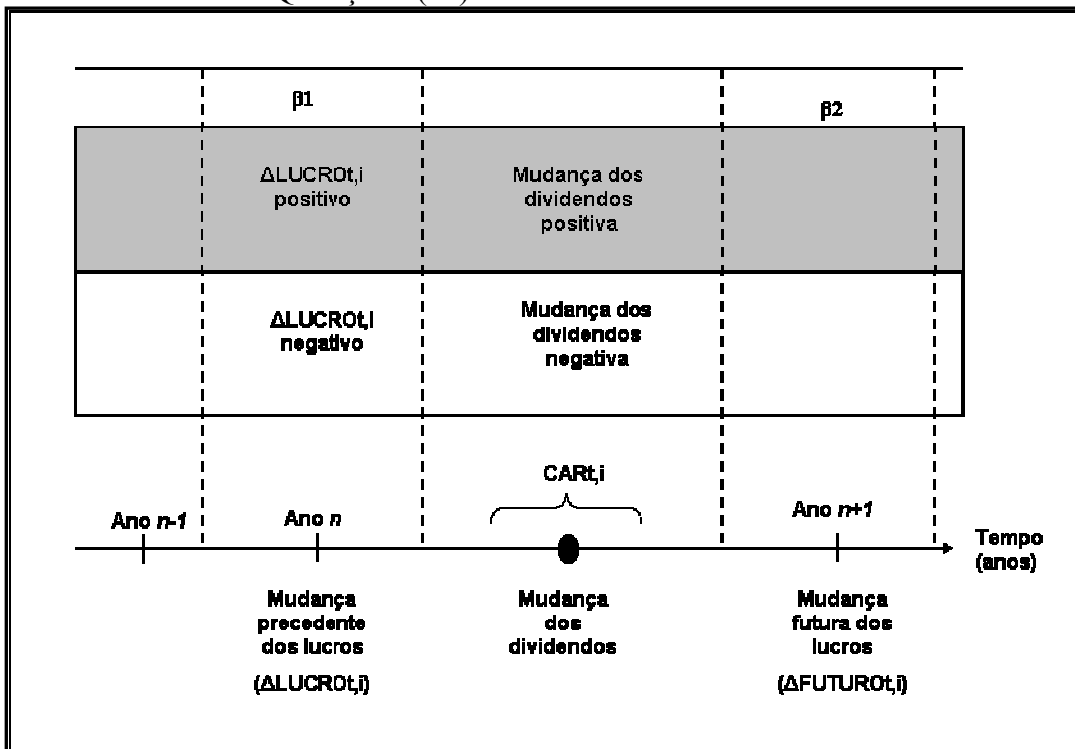 β1
β2
ΔLUCROt,i
positivo
Mudança dos
dividendos
positiva
ΔLUCROt,i
negativo
Mudança dos
dividendos
negativa
CARt,i
Ano n-1
Ano n
Ano n+1
Tempo
(anos)
Mudança
precedente
dos lucros
(ΔLUCROt,i)
Mudança
dos
dividendos
Mudança
futura dos
lucros
(ΔFUTUROt,i)